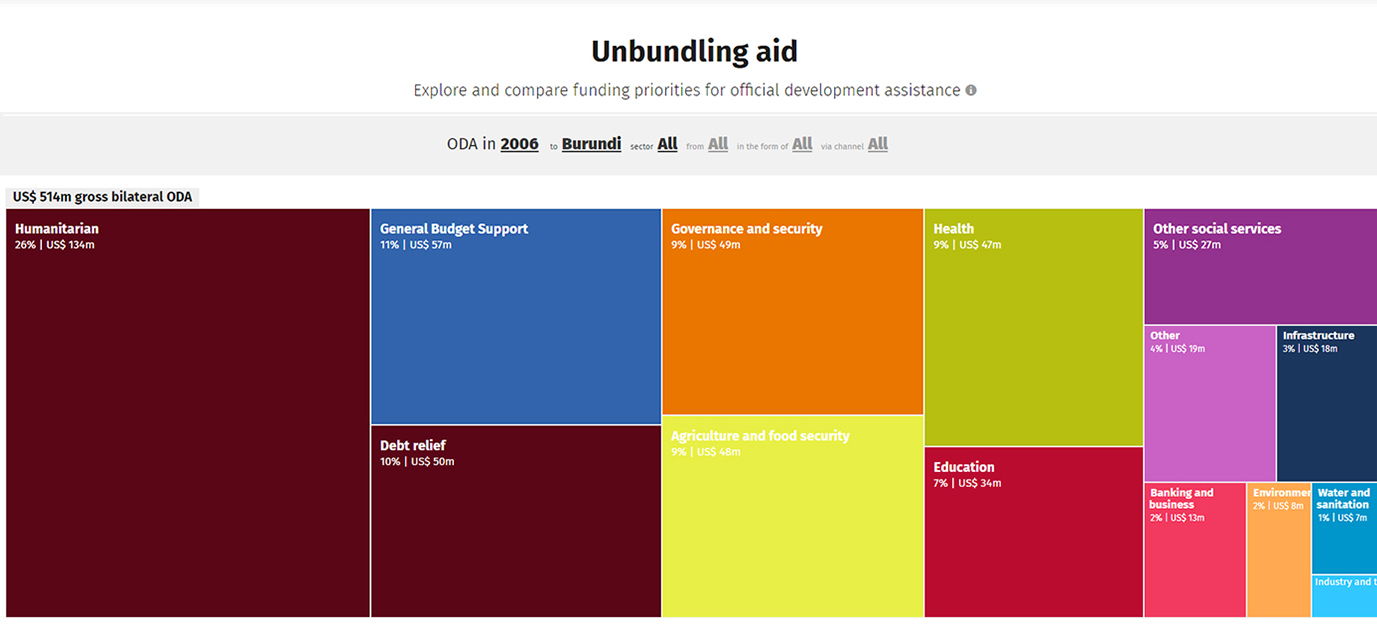 Unbundling aid
Explore and compare funding priorities for official development assistance
ODA in 2006 to Burundi sector All from All in the form of All via channel All
US$ 514m gross bilateral ODA
Humanitarian
26% | US$ 134m
General Budget Support
11% | US$ 57m
Debt relief
10% | US$ 50m
Governance and security
9% | US$ 49m
Agriculture and food security
9% | US$ 48m
Health
9% | US$ 47m
Education
7% | US$ 34m
Other social services
5% | US$ 27m
Other
4% | US$ 19m
Infrastructure
3% | US$ 18m
Banking and
business
2% | US$ 13m
Environmen
2% | US$ 8m
Water and
sanitation
1% | US$ 7m
Industry and t